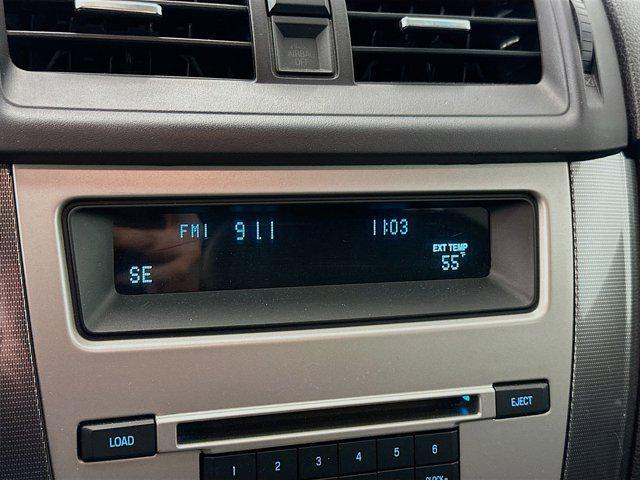 AIRBAG
OFF
FM1 91.1 11:03
EXT TEMP
SE 55°F
EJECT
LOAD
1 2 3 4 5 6
CLOCK